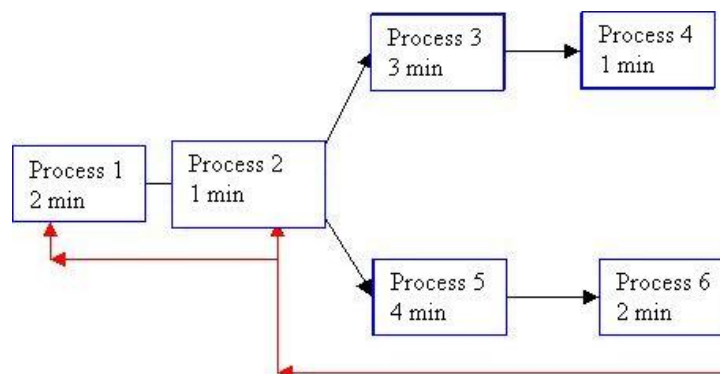 Process 3
3 min
Process 4
1 min
Process 1
2 min
Process 2
1 min
Process 5
4 min
Process 6
2 min